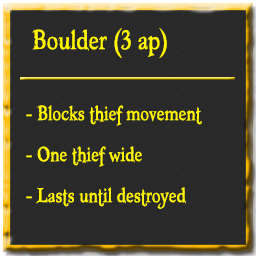 Boulder (3 ap)
- Blocks thief movement
- One thief wide
- Lasts until destroyed